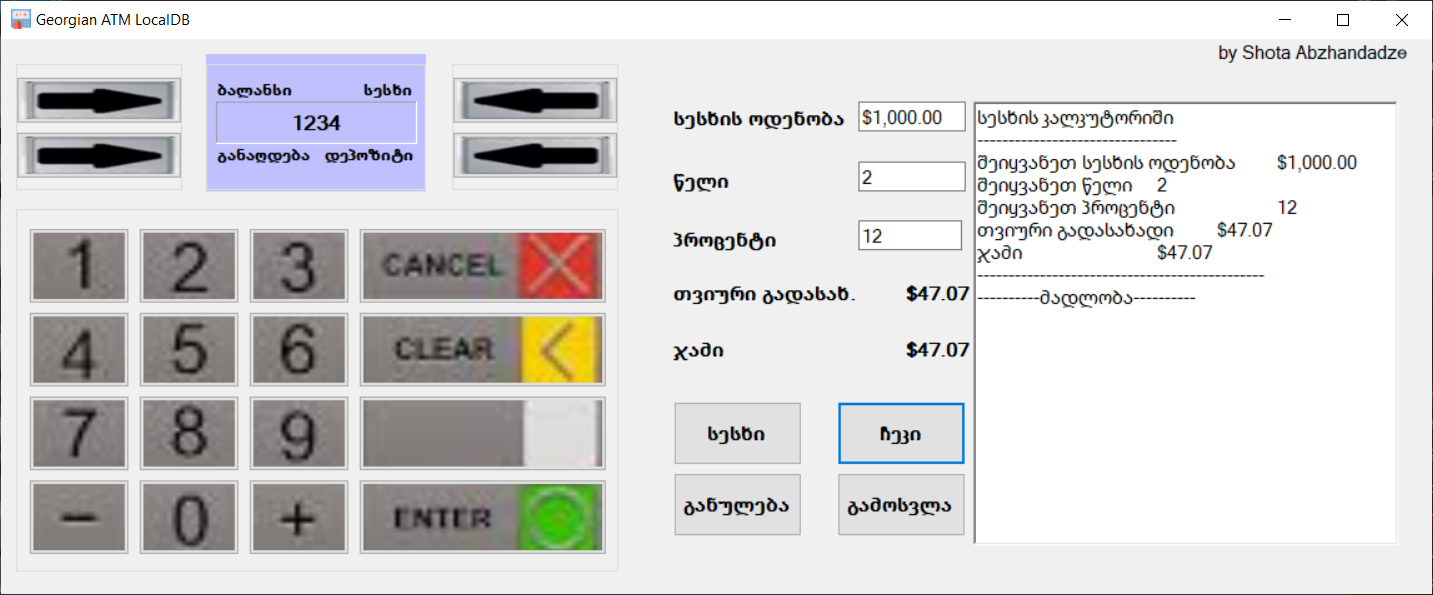 Georgian ATM LocalDB
by Shota Abzhandadze
ბალანსი სესხი
1234
განაღდება დეპოზიტი
1 2 3 CANCEL
4 5 6 CLEAR
7 8 9
- 0 + ENTER
სესხის ოდენობა $1,000.00
წელი 2
პროცენტი 12
თვიური გადასახ. $47.07
ჯამი $47.07
სესხი ჩეკი
განულება გამოსვლა
სესხის კალკუტორიმი
--------------------------------
შეიყვანეთ სესხის ოდენობა $1,000.00
შეიყვანეთ წელი 2
შეიყვანეთ პროცენტი 12
თვიური გადასახადი $47.07
ჯამი $47.07
----------------------------------------------
----------მადლობა----------